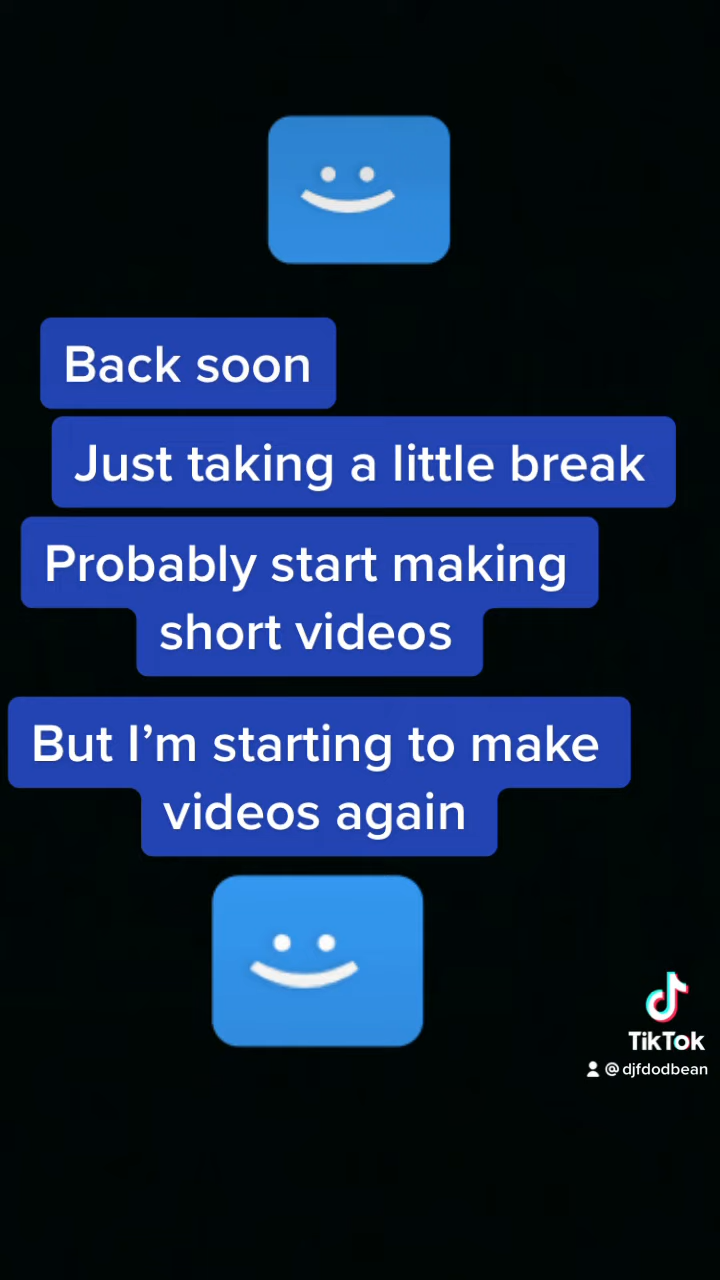 Back soon
Just taking a little break
Probably start making
short videos
But I’m starting to make
videos again
TikTok
@djfdodbean